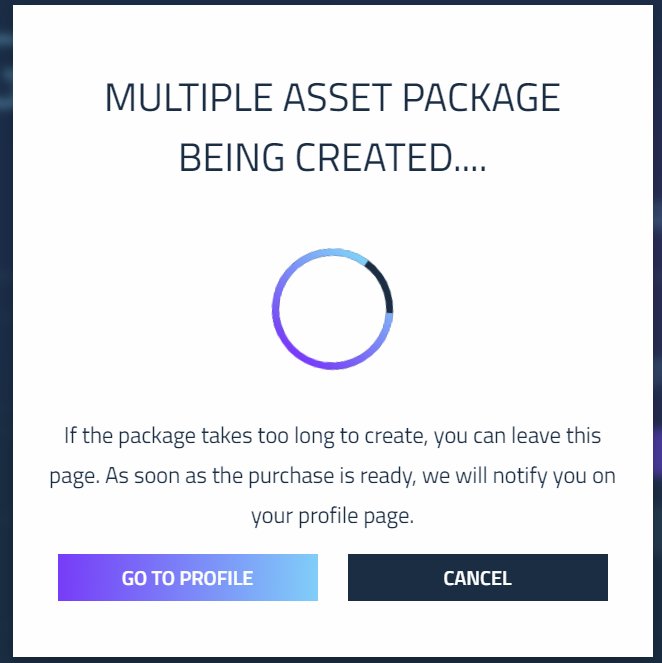 MULTIPLE ASSET PACKAGE
BEING CREATED....
If the package takes too long to create, you can leave this
page. As soon as the purchase is ready, we will notify you on
your profile page.
GO TO PROFILE
CANCEL